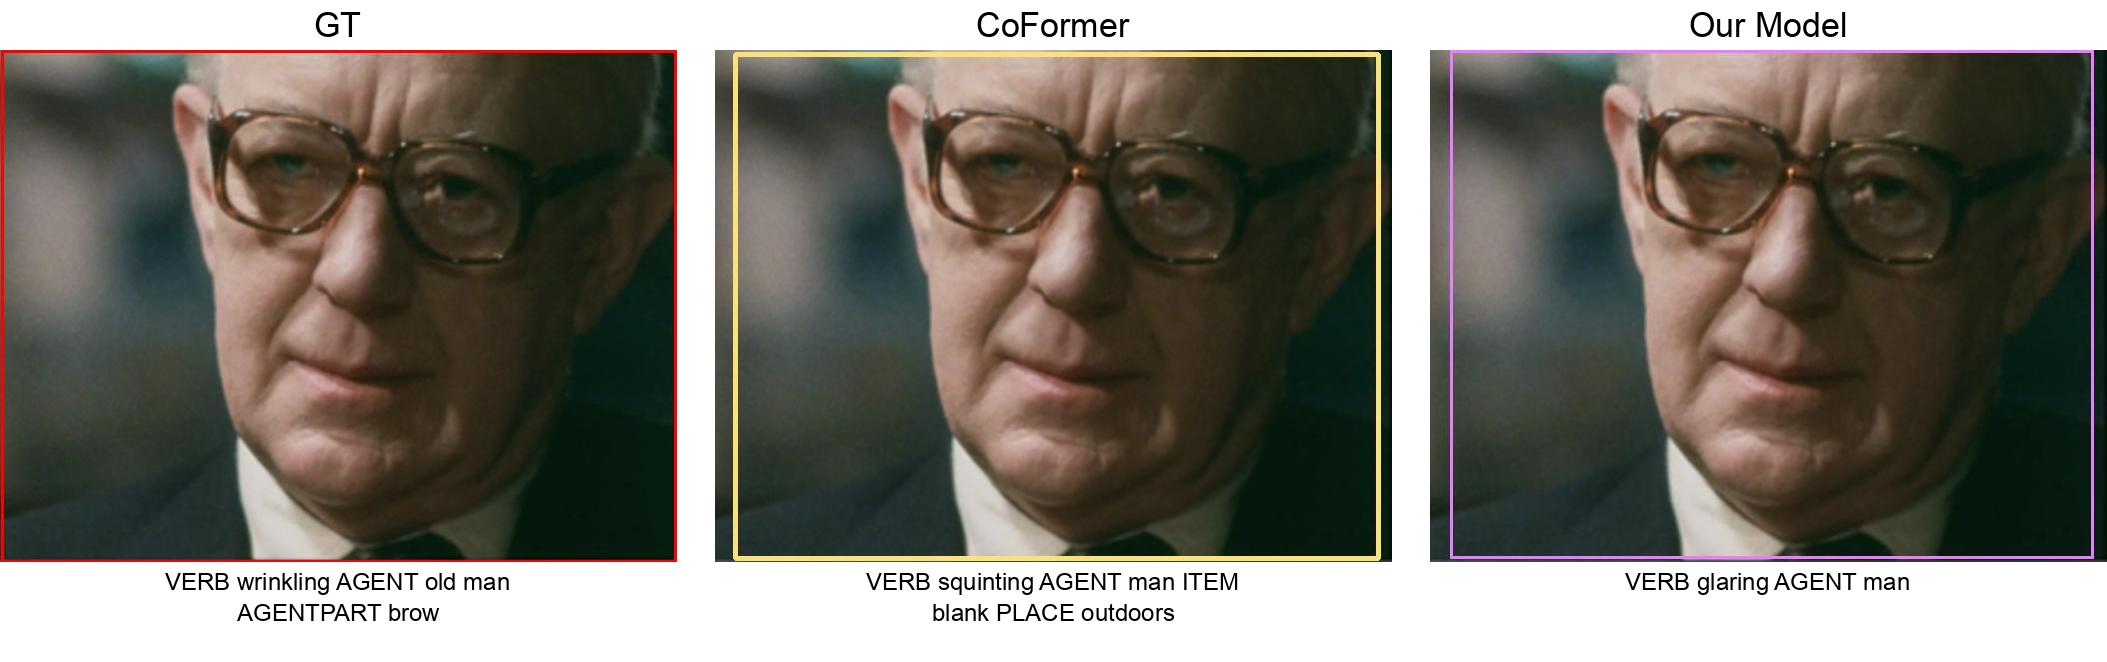 GT
CoFormer
Our Model
VERB wrinkling AGENT old man
AGENTPART brow
VERB squinting AGENT man ITEM
blank PLACE outdoors
VERB glaring AGENT man